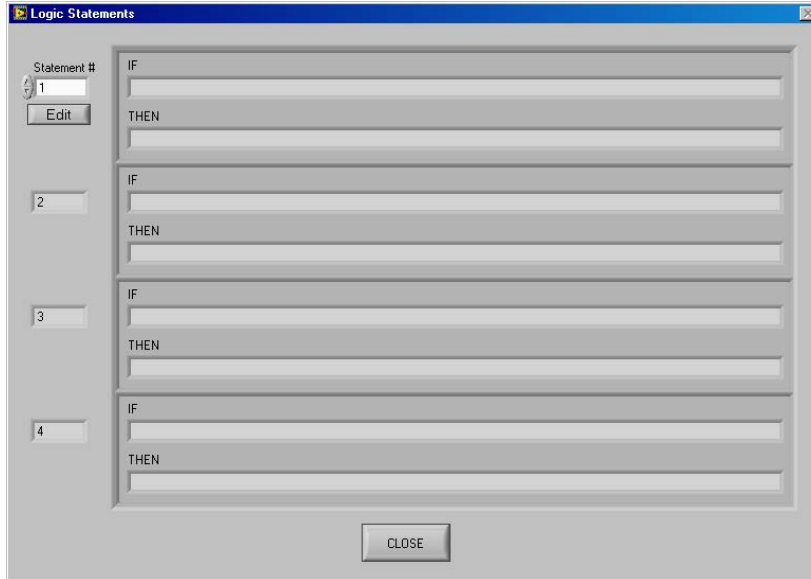 Logic Statements
Statement #
1
Edit
IF
THEN
2
IF
THEN
3
IF
THEN
4
IF
THEN
CLOSE